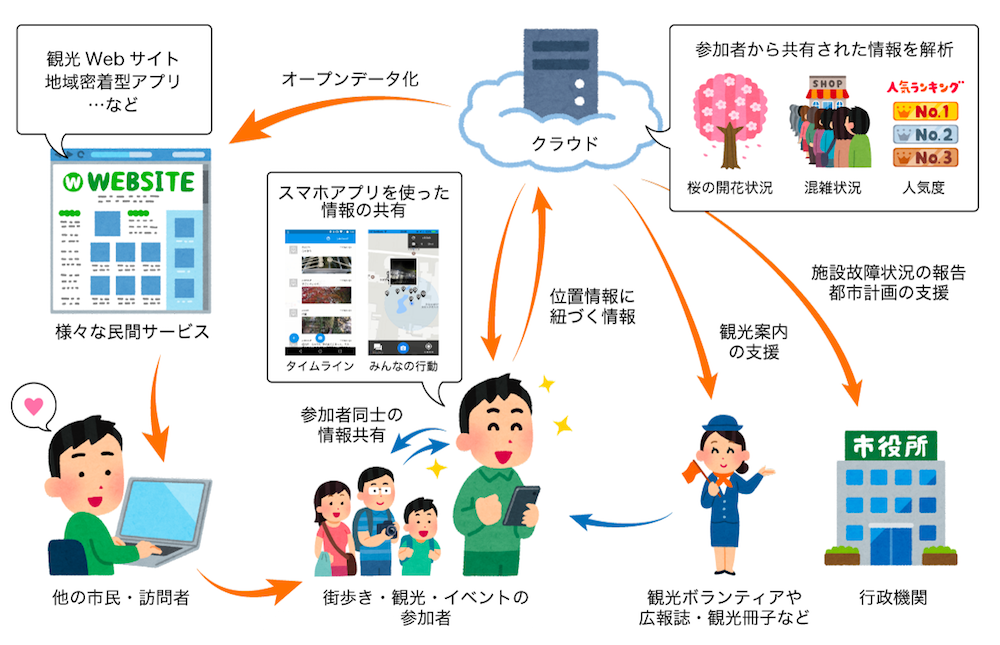 観光 Web サイト
地域密着型アプリ
…など
オープンデータ化
クラウド
参加者から共有された情報を解析
SHOP
人気ランキング
No.1
No.2
No.3
桜の開花状況
混雑状況
人気度
W WEBSITE
様々な民間サービス
スマホアプリを使った
情報の共有
タイムライン
みんなの行動
位置情報に
紐づく情報
施設故障状況の報告
都市計画の支援
観光案内
の支援
参加者同士の
情報共有
市役所
他の市民・訪問者
街歩き・観光・イベントの
参加者
観光ボランティアや
広報誌・観光冊子など
行政機関